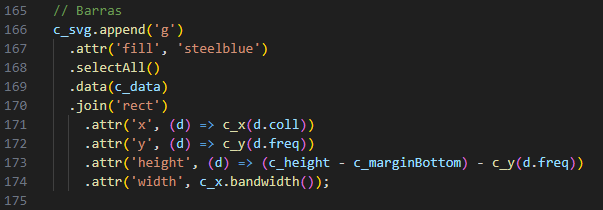 165 // Barras
166 c_svg.append('g')
167 .attr('fill', 'steelblue')
168 .selectAll()
169 .data(c_data)
170 .join('rect')
171 .attr('x', (d) => c_x(d.coll))
172 .attr('y', (d) => c_y(d.freq))
173 .attr('height', (d) => (c_height - c_marginBottom) - c_y(d.freq))
174 .attr('width', c_x.bandwidth());
175